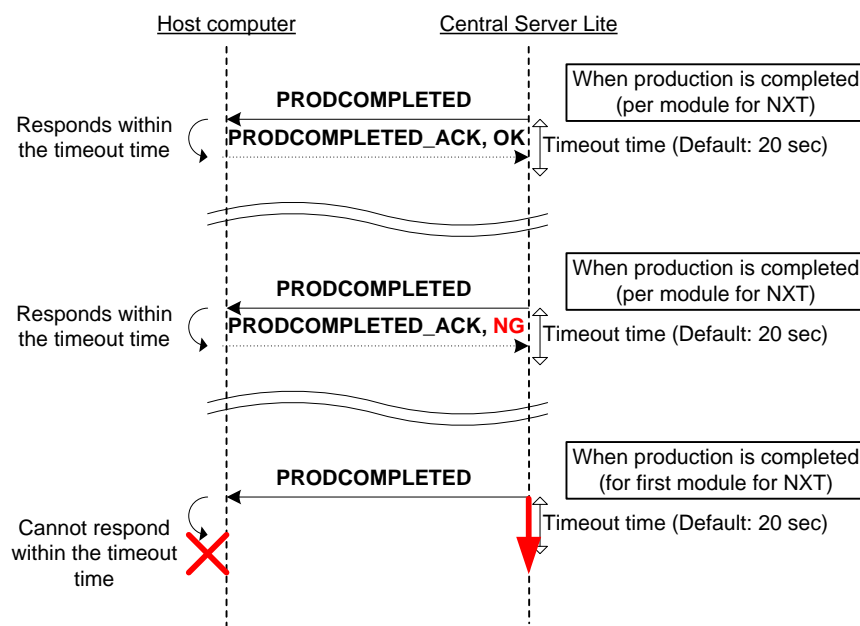 Host computer
Central Server Lite
When production is completed
(per module for NXT)
PRODCOMPLETED
Responds within
the timeout time
PRODCOMPLETED_ACK, OK
Timeout time (Default: 20 sec)
When production is completed
(per module for NXT)
PRODCOMPLETED
Responds within
the timeout time
PRODCOMPLETED_ACK, NG
Timeout time (Default: 20 sec)
When production is completed
(for first module for NXT)
PRODCOMPLETED
Timeout time (Default: 20 sec)
Cannot respond
within the timeout
time